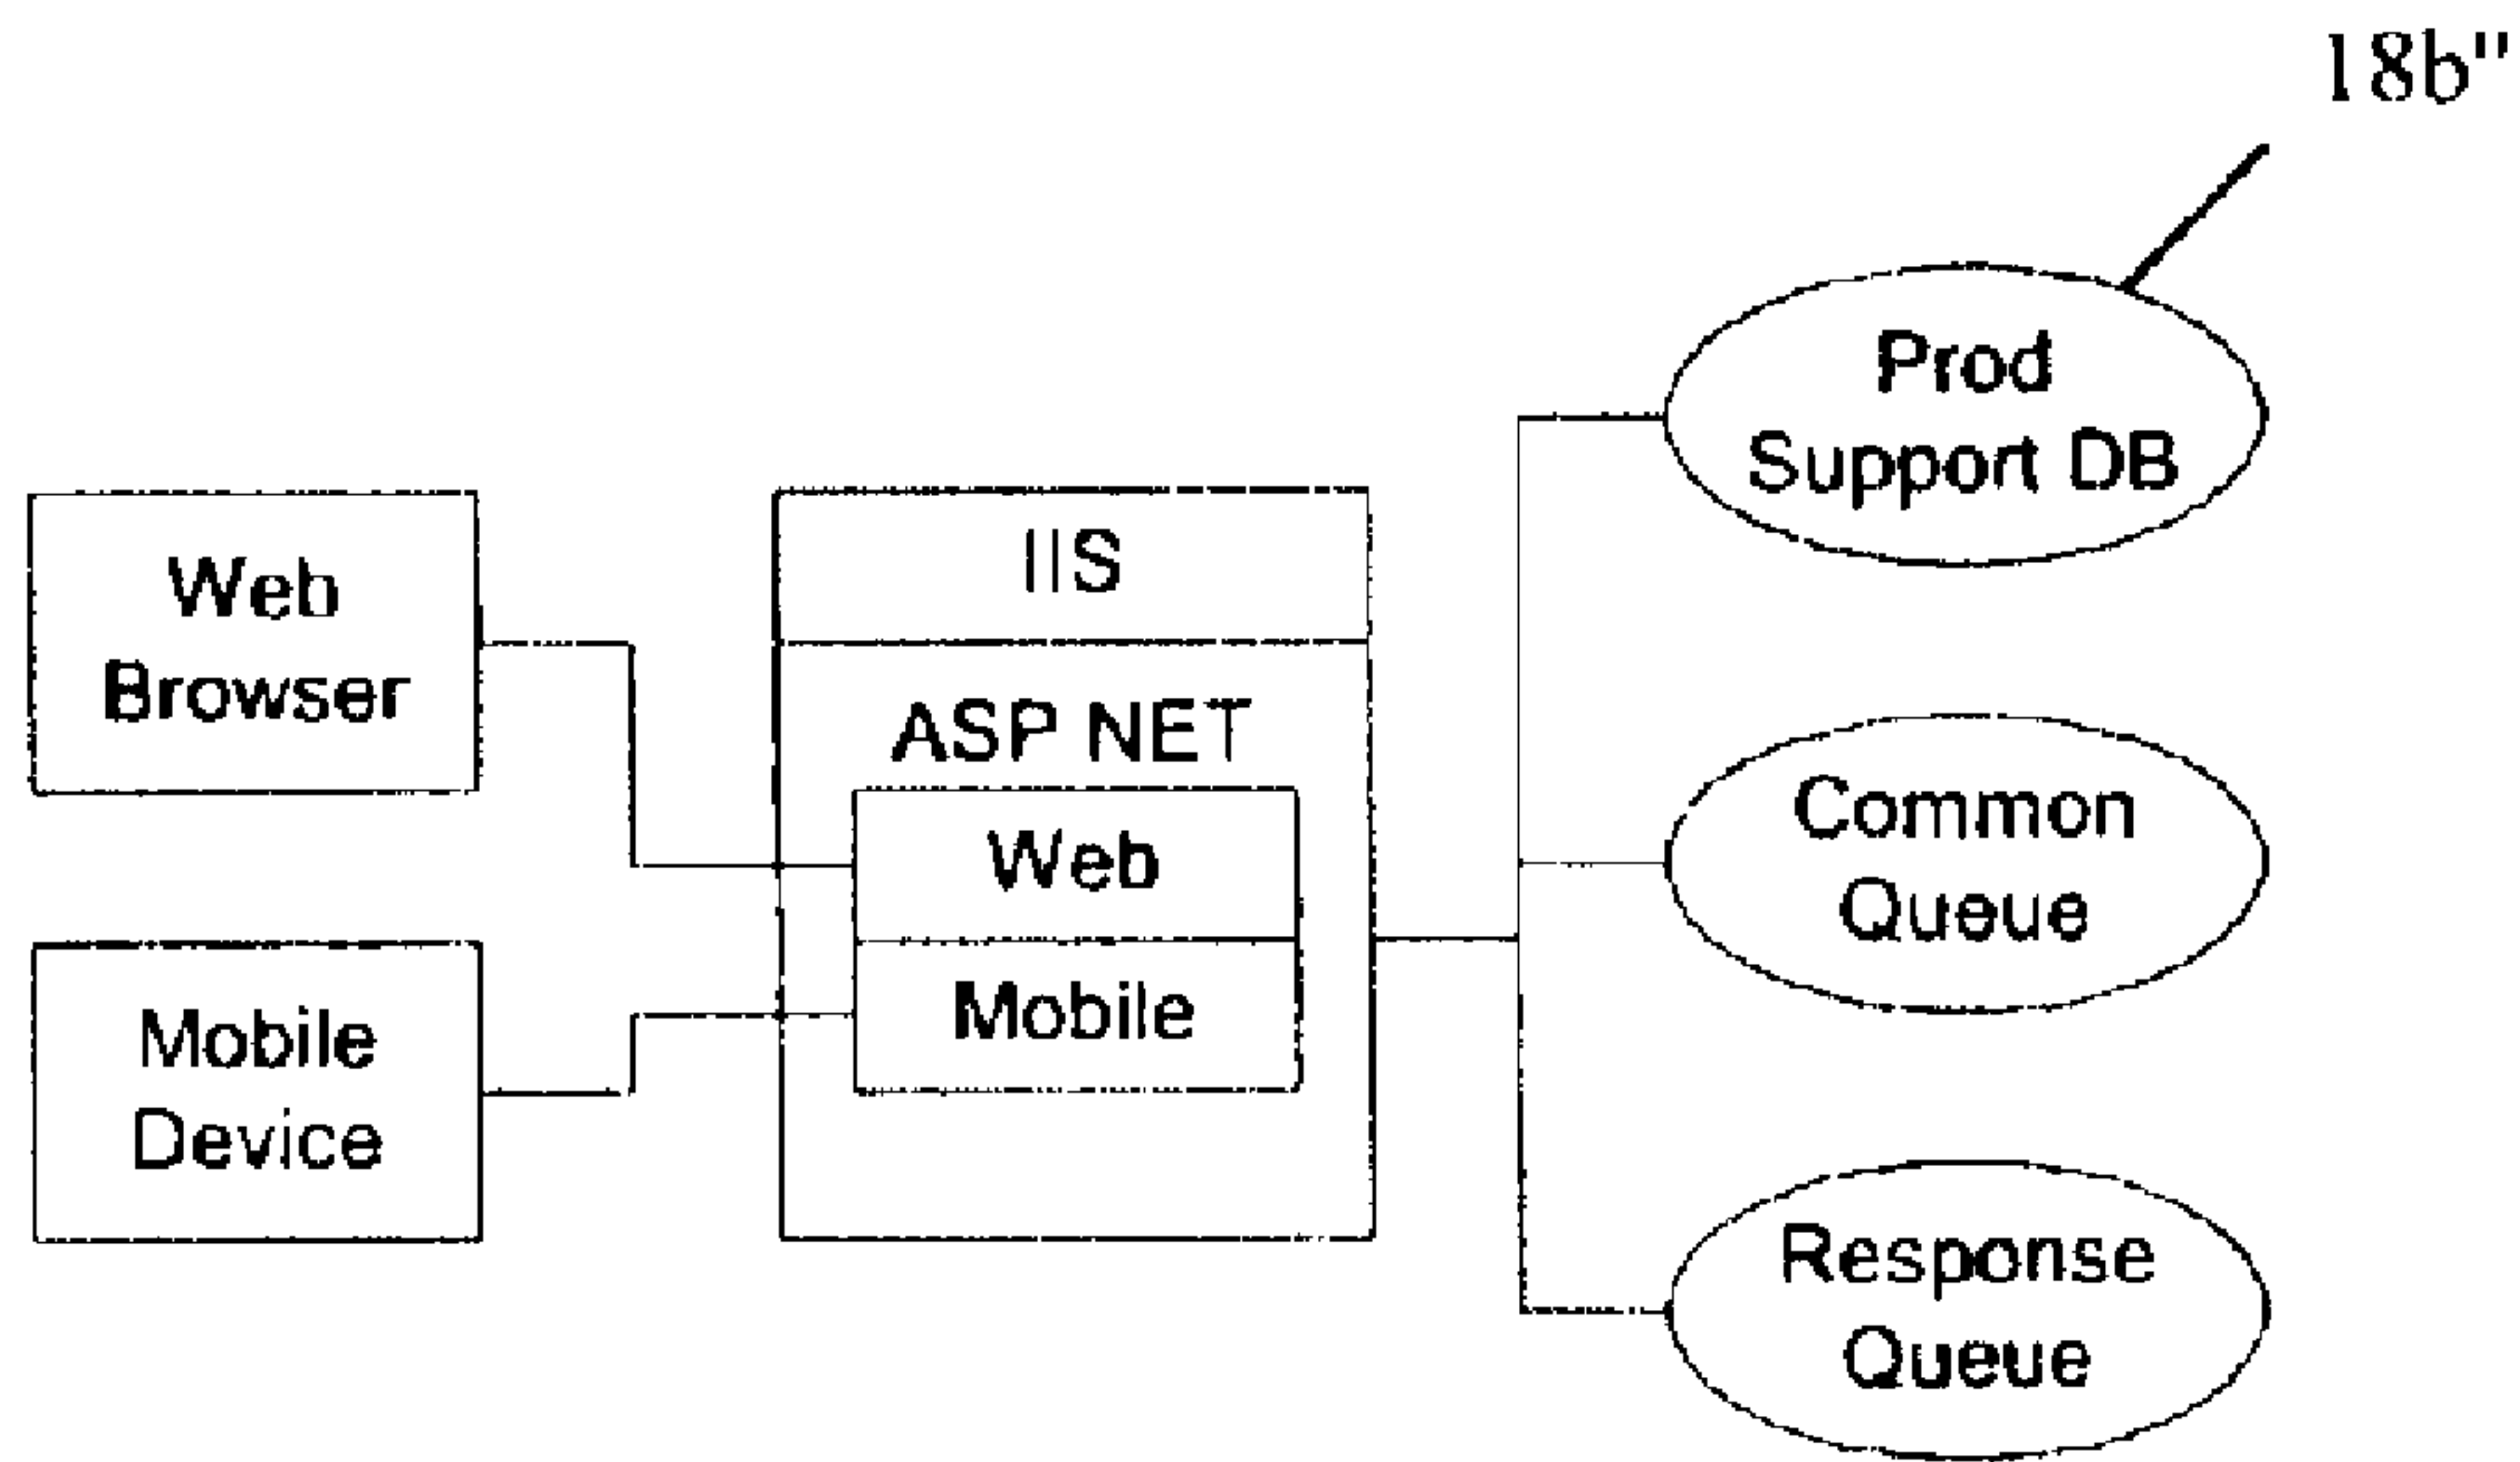 18b"
Prod
Support DB
IIS
Web
Browser
ASP NET
Common
Queue
Web
Mobile
Mobile
Device
Response
Queue